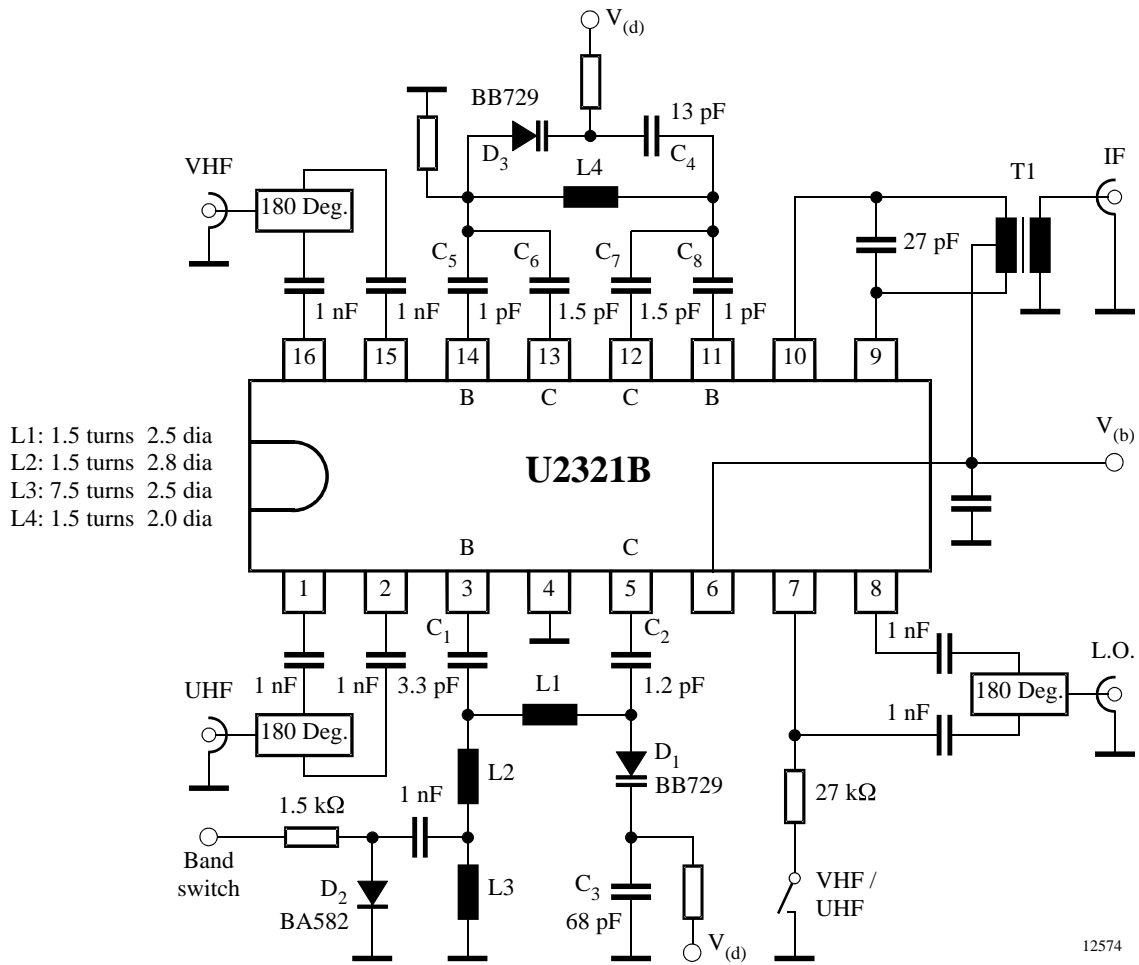 V(d)
BB729
13 pF
D3
C4
L4
VHF
180 Deg.
T1
IF
27 pF
C5
C6
C7
C8
1 nF
1 nF
1 pF
1.5 pF
1.5 pF
1 pF
16
15
14
13
12
11
10
9
B
C
C
B
L1: 1.5 turns 2.5 dia
L2: 1.5 turns 2.8 dia
L3: 7.5 turns 2.5 dia
L4: 1.5 turns 2.0 dia
U2321B
V(b)
B
C
1
2
3
4
5
6
7
8
C1
C2
1 nF
1 nF
1 nF
3.3 pF
L1
1.2 pF
L.O.
180 Deg.
UHF
180 Deg.
1 nF
L2
D1
BB729
27 kΩ
1.5 kΩ
1 nF
Band
switch
D2
BA582
L3
C3
68 pF
V(d)
VHF /
UHF
12574